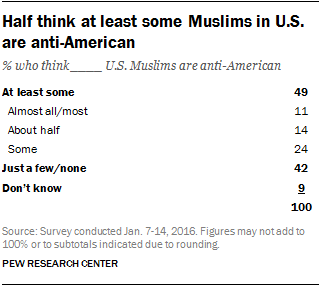 Half think at least some Muslims in U.S.
are anti-American
% who think____ U.S. Muslims are anti-American
At least some 49
Almost all/most 11
About half 14
Some 24
Just a few/none 42
Don't know 9
100
Source: Survey conducted Jan. 7-14, 2016. Figures may not add to
100% or to subtotals indicated due to rounding.
PEW RESEARCH CENTER